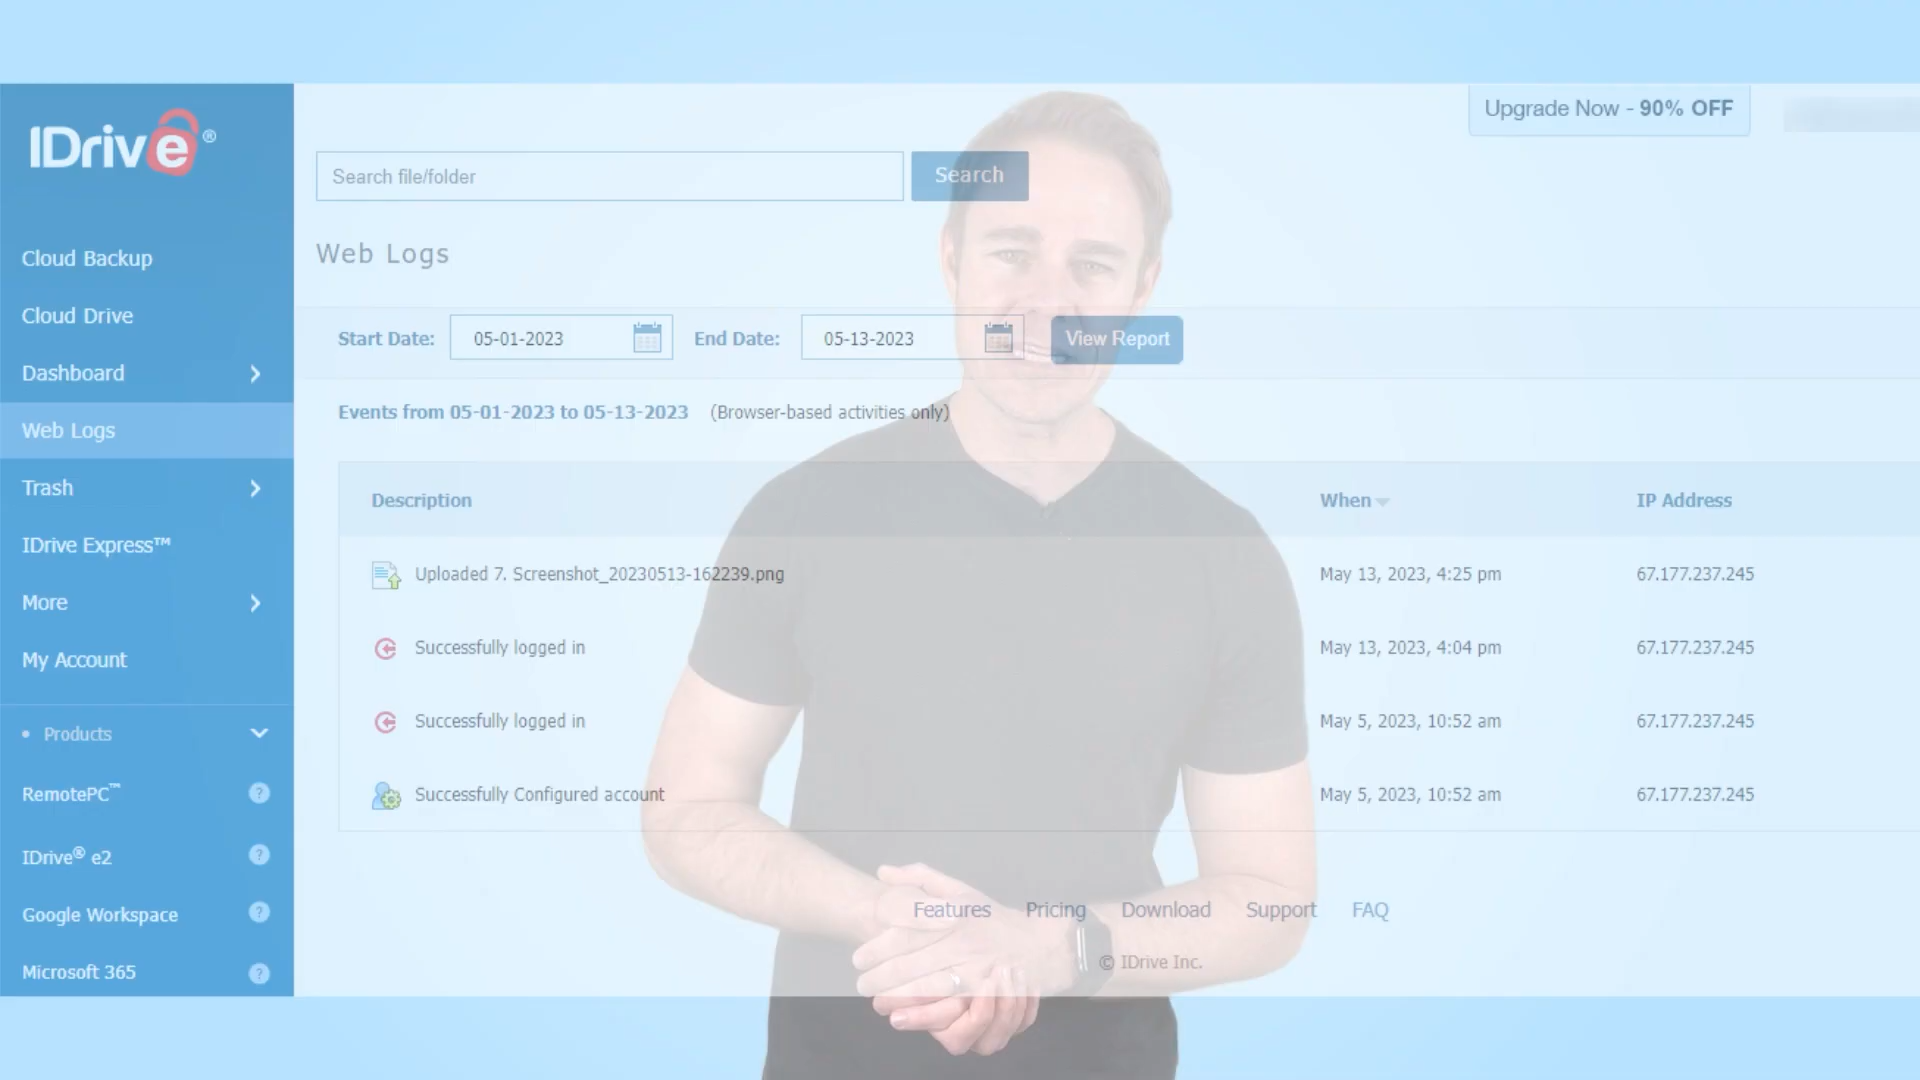 IDrive®
Upgrade Now - 90% OFF
Search file/folder
Search
Web Logs
Start Date:
05-01-2023
End Date:
05-13-2023
View Report
Events from 05-01-2023 to 05-13-2023 (Browser-based activities only)
Description When IP Address
Uploaded 7. Screenshot_20230513-162239.png May 13, 2023, 4:25 pm 67.177.237.245
Successfully logged in May 13, 2023, 4:04 pm 67.177.237.245
Successfully logged in May 5, 2023, 10:52 am 67.177.237.245
Successfully Configured account May 5, 2023, 10:52 am 67.177.237.245
Features Pricing Download Support FAQ
© IDrive Inc.
Cloud Backup
Cloud Drive
Dashboard
Web Logs
Trash
IDrive Express™
More
My Account
• Products
RemotePC™ ?
IDrive® e2 ?
Google Workspace ?
Microsoft 365 ?